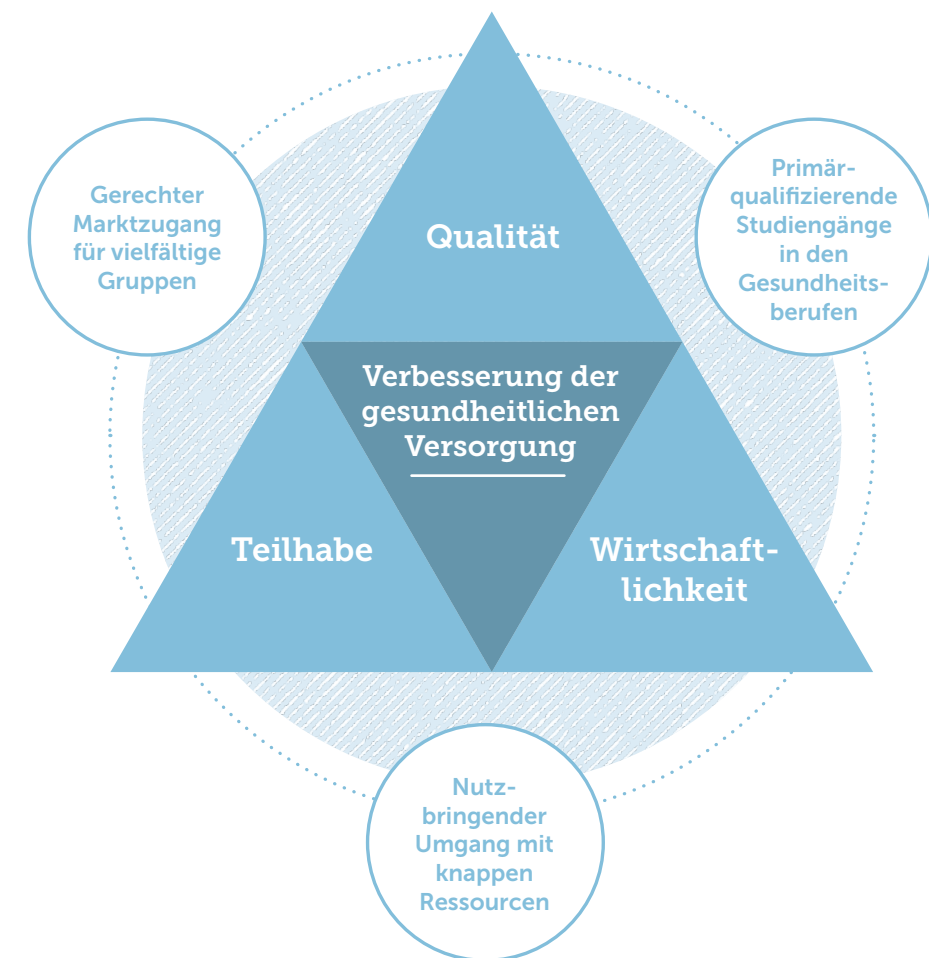 Gerechter
Marktzugang
für vielfältige
Gruppen
Primär-
qualifizierende
Studiengänge
in den
Gesundheits-
berufen
Qualität
Verbesserung der
gesundheitlichen
Versorgung
Teilhabe
Wirtschaft-
lichkeit
Nutz-
bringender
Umgang mit
knappen
Ressourcen